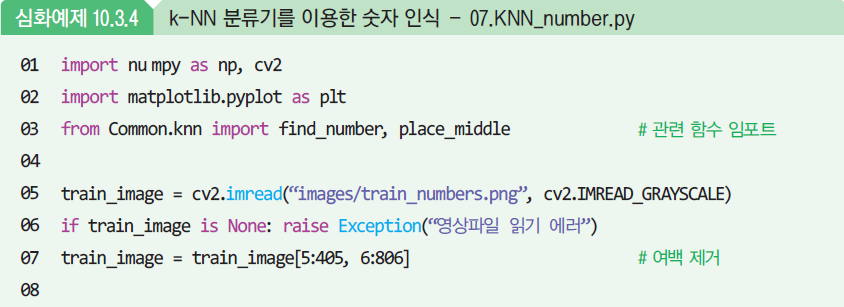 심화예제 10.3.4 k-NN 분류기를 이용한 숫자 인식 - 07.KNN_number.py
01 import nu mpy as np, cv2
02 import matplotlib.pyplot as plt
03 from Common.knn import find_number, place_middle # 관련 함수 임포트
04
05 train_image = cv2.imread(“images/train_numbers.png”, cv2.IMREAD_GRAYSCALE)
06 if train_image is None: raise Exception(“영상파일 읽기 에러”)
07 train_image = train_image[5:405, 6:806] # 여백 제거
08